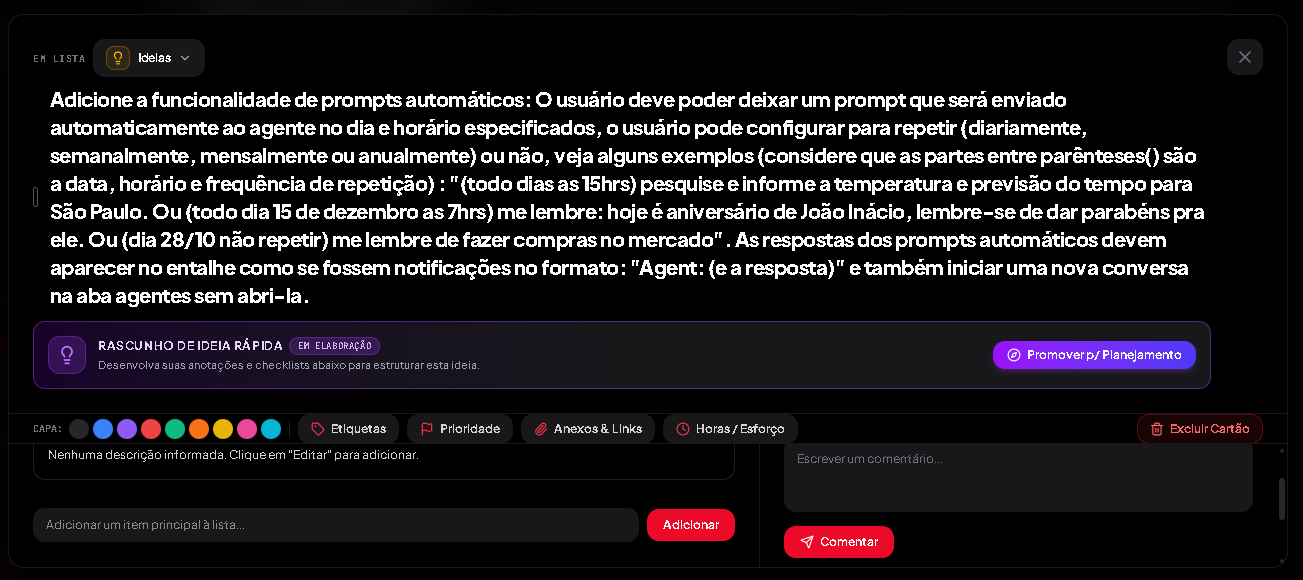 EM LISTA
Ideias
Adicione a funcionalidade de prompts automáticos: O usuário deve poder deixar um prompt que será enviado
automaticamente ao agente no dia e horário especificados, o usuário pode configurar para repetir (diariamente,
semanalmente, mensalmente ou anualmente) ou não, veja alguns exemplos (considere que as partes entre parênteses() são
a data, horário e frequência de repetição) : "(todo dias as 15hrs) pesquise e informe a temperatura e previsão do tempo para
São Paulo. Ou (todo dia 15 de dezembro as 7hrs) me lembre: hoje é aniversário de João Inácio, lembre-se de dar parabéns pra
ele. Ou (dia 28/10 não repetir) me lembre de fazer compras no mercado". As respostas dos prompts automáticos devem
aparecer no entalhe como se fossem notificações no formato: "Agent: (e a resposta)" e também iniciar uma nova conversa
na aba agentes sem abri-la.
RASCUNHO DE IDEIA RÁPIDA
EM ELABORAÇÃO
Desenvolva suas anotações e checklists abaixo para estruturar esta ideia.
Promover p/ Planejamento
CAPA:
Etiquetas
Prioridade
Anexos & Links
Horas / Esforço
Excluir Cartão
Nenhuma descrição informada. Clique em "Editar" para adicionar.
Escrever um comentário...
Adicionar um item principal à lista...
Adicionar
Comentar